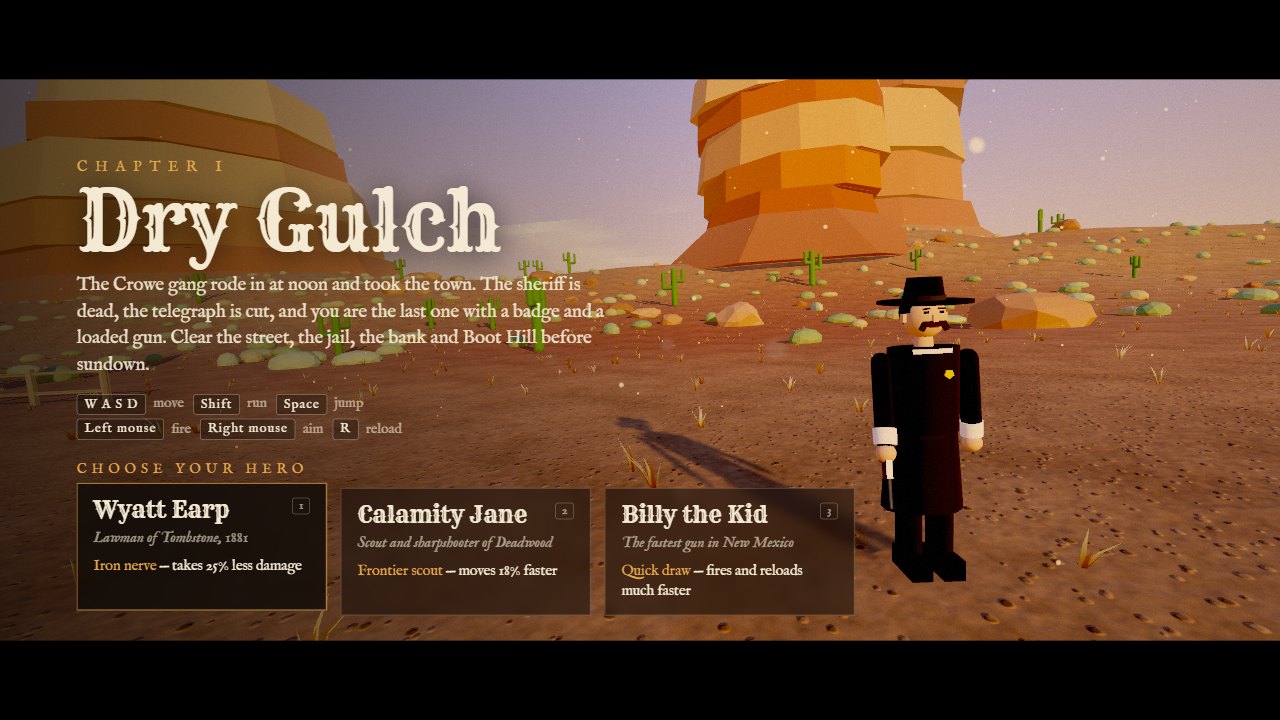 CHAPTER I
Dry Gulch
The Crowe gang rode in at noon and took the town. The sheriff is
dead, the telegraph is cut, and you are the last one with a badge and a
loaded gun. Clear the street, the jail, the bank and Boot Hill before
sundown.
W A S D move Shift run Space jump
Left mouse fire Right mouse aim R reload
CHOOSE YOUR HERO
Wyatt Earp 1
Lawman of Tombstone, 1881
Iron nerve — takes 25% less damage
Calamity Jane 2
Scout and sharpshooter of Deadwood
Frontier scout — moves 18% faster
Billy the Kid 3
The fastest gun in New Mexico
Quick draw — fires and reloads
much faster